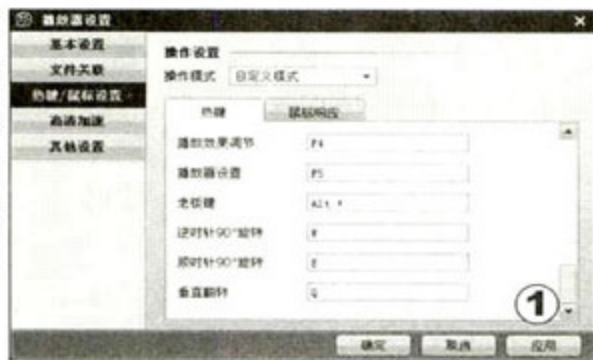 播放器设置
基本设置
文件关联
热键/鼠标设置
高清加速
其他设置
操作设置
操作模式 自定义模式
热键 鼠标响应
播放效果调节 F4
播放器设置 F5
老板键
逆时针90°旋转
顺时针90°旋转
垂直翻转 Q
1
确定 取消 应用